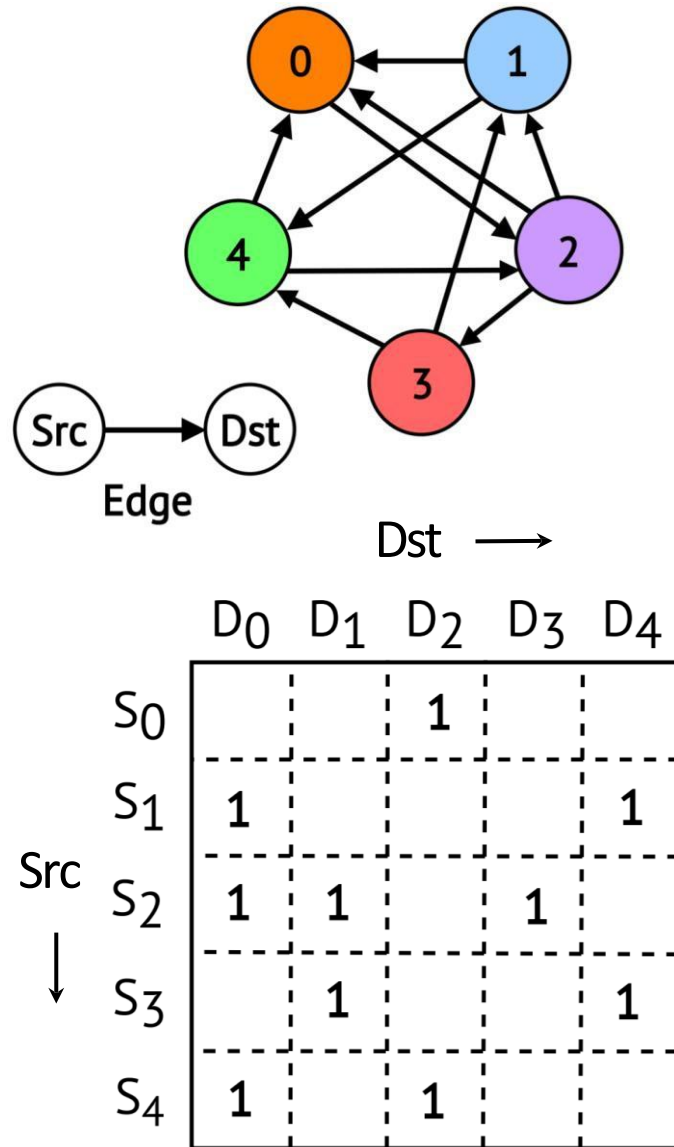 0 1
4 2
3
Src Dst
Edge
Dst
D0 D1 D2 D3 D4
S0 1
S1 1 1
Src
S2 1 1 1
S3 1 1
S4 1 1